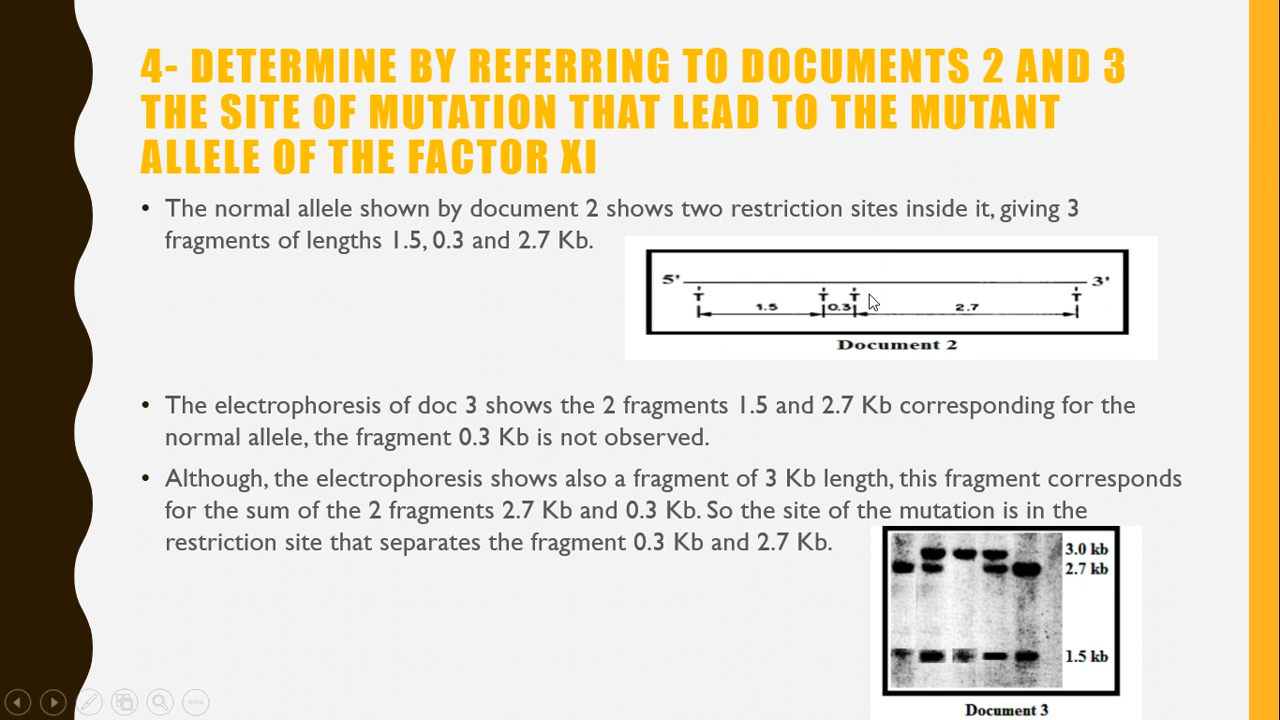 4- DETERMINE BY REFERRING TO DOCUMENTS 2 AND 3
THE SITE OF MUTATION THAT LEAD TO THE MUTANT
ALLELE OF THE FACTOR XI
• The normal allele shown by document 2 shows two restriction sites inside it, giving 3
fragments of lengths 1.5, 0.3 and 2.7 Kb.
5' 3'
T T T T
1.5 0.3 2.7
Document 2
• The electrophoresis of doc 3 shows the 2 fragments 1.5 and 2.7 Kb corresponding for the
normal allele, the fragment 0.3 Kb is not observed.
• Although, the electrophoresis shows also a fragment of 3 Kb length, this fragment corresponds
for the sum of the 2 fragments 2.7 Kb and 0.3 Kb. So the site of the mutation is in the
restriction site that separates the fragment 0.3 Kb and 2.7 Kb.
3.0 kb
2.7 kb
1.5 kb
Document 3